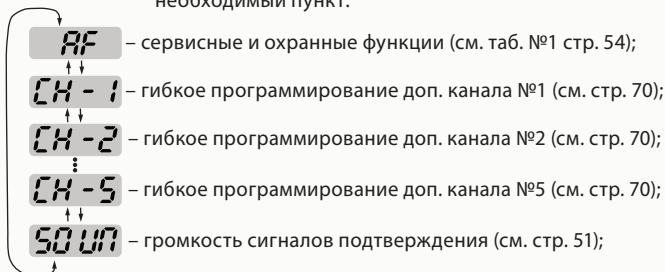 необходимый пункт.
AF – сервисные и охранные функции (см. таб. №1 стр. 54);
CH - 1 – гибкое программирование доп. канала №1 (см. стр. 70);
CH - 2 – гибкое программирование доп. канала №2 (см. стр. 70);
CH - 5 – гибкое программирование доп. канала №5 (см. стр. 70);
SOUN – громкость сигналов подтверждения (см. стр. 51);